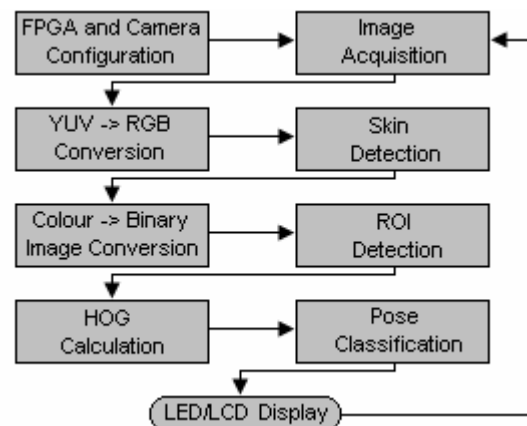 FPGA and Camera
Configuration
Image
Acquisition
YUV -> RGB
Conversion
Skin
Detection
Colour -> Binary
Image Conversion
ROI
Detection
HOG
Calculation
Pose
Classification
LED/LCD Display